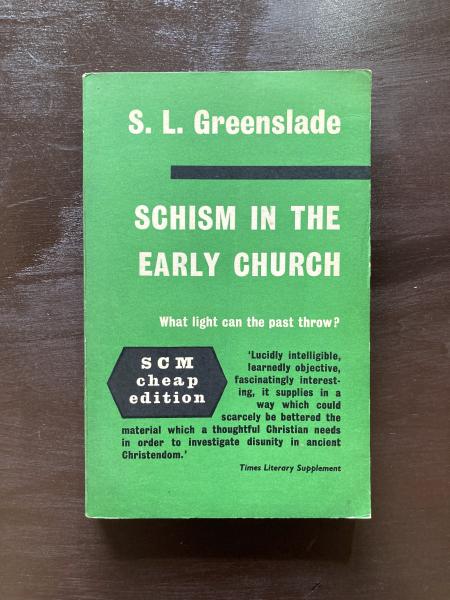 S. L. Greenslade
SCHISM IN THE
EARLY CHURCH
What light can the past throw?
SCM
cheap
edition
'Lucidly intelligible,
learnedly objective,
fascinatingly interest-
ing, it supplies in a
way which could
scarcely be bettered the
material which a thoughtful Christian needs
in order to investigate disunity in ancient
Christendom.'
Times Literary Supplement